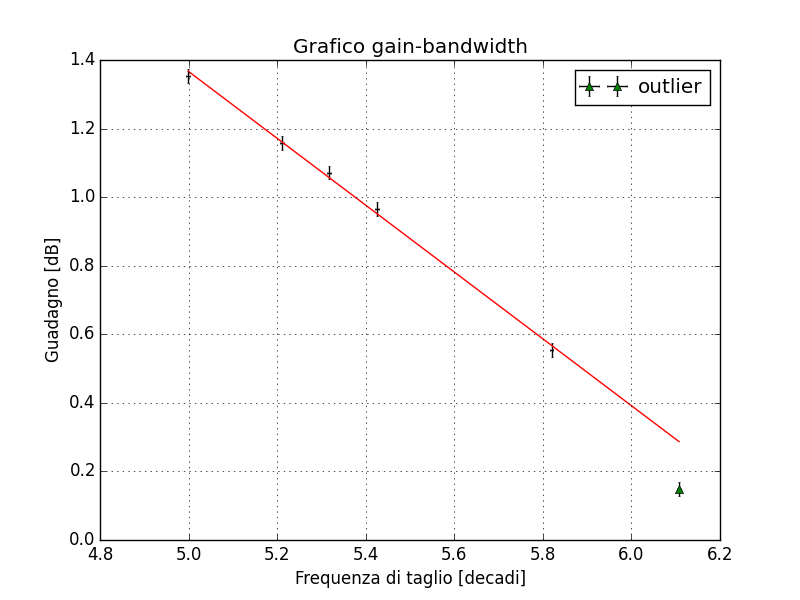 Grafico gain-bandwidth
outlier
Guadagno [dB]
1.4
1.2
1.0
0.8
0.6
0.4
0.2
0.0
4.8 5.0 5.2 5.4 5.6 5.8 6.0 6.2
Frequenza di taglio [decadi]